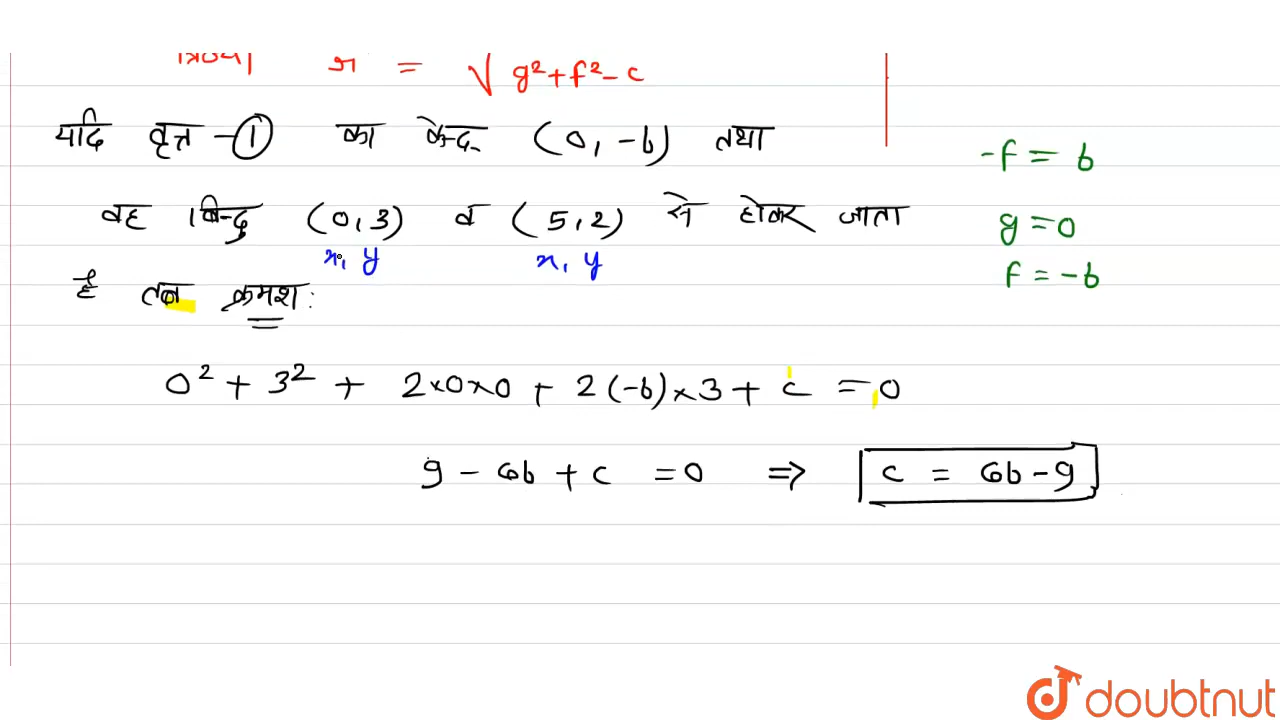 त्रिज्या r = √ g² + f² - c
यदि वृत्त -① का केन्द्र (0, -b) तथा
-f = b
वह बिन्दु (0, 3) व (5, 2) से होकर जाता
g = 0
x, y x, y
f = -b
है तब क्रमश:
0² + 3² + 2×0×0 + 2(-b)×3 + c = 0
9 - 6b + c = 0 ⇒ c = 6b - 9
doubtnut